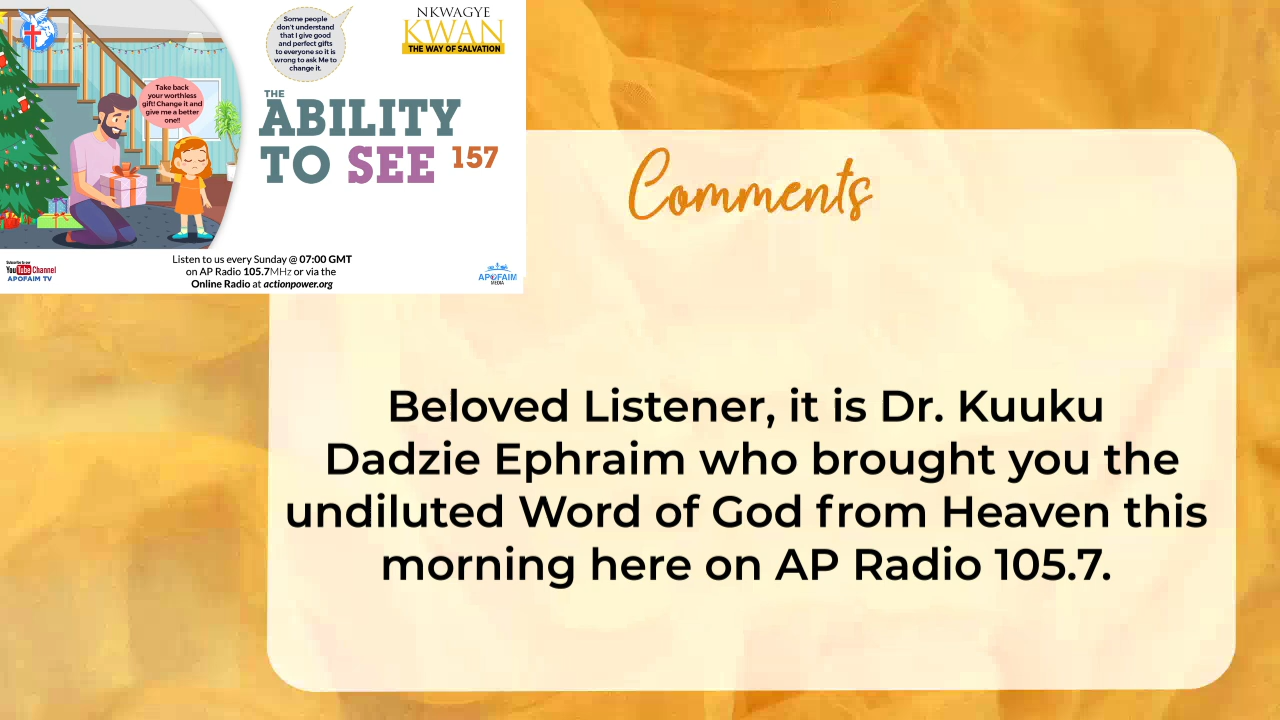 Some people
don't understand
that I give good
and perfect gifts
to everyone so it is
wrong to ask Me to
change it.
NKWAGYE
KWAN
THE WAY OF SALVATION
Take back
your worthless
gift! Change it and
give me a better
one!!
THE
ABILITY
TO SEE 157
Listen to us every Sunday @ 07:00 GMT
on AP Radio 105.7MHz or via the
Online Radio at actionpower.org
Subscribe to our
YouTube Channel
APOFAIM TV
APOFAIM
MEDIA
Comments
Beloved Listener, it is Dr. Kuuku
Dadzie Ephraim who brought you the
undiluted Word of God from Heaven this
morning here on AP Radio 105.7.